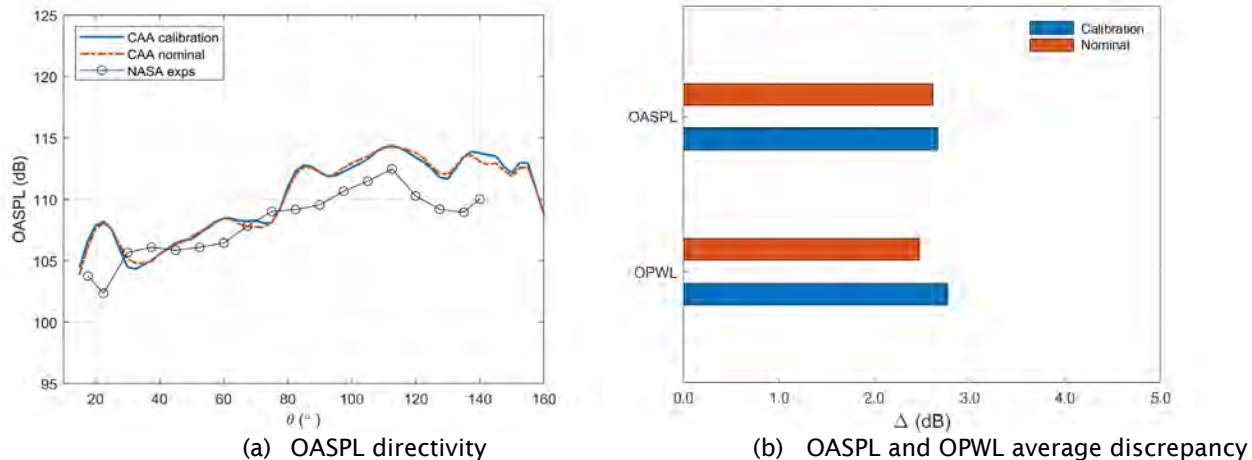 125
120
115
110
105
100
95
OASPL (dB)
CAA calibration
CAA nominal
NASA exps
20 40 60 80 100 120 140 160
θ (°)
(a) OASPL directivity
Calibration
Nominal
OASPL
OPWL
0.0 1.0 2.0 3.0 4.0 5.0
Δ (dB)
(b) OASPL and OPWL average discrepancy